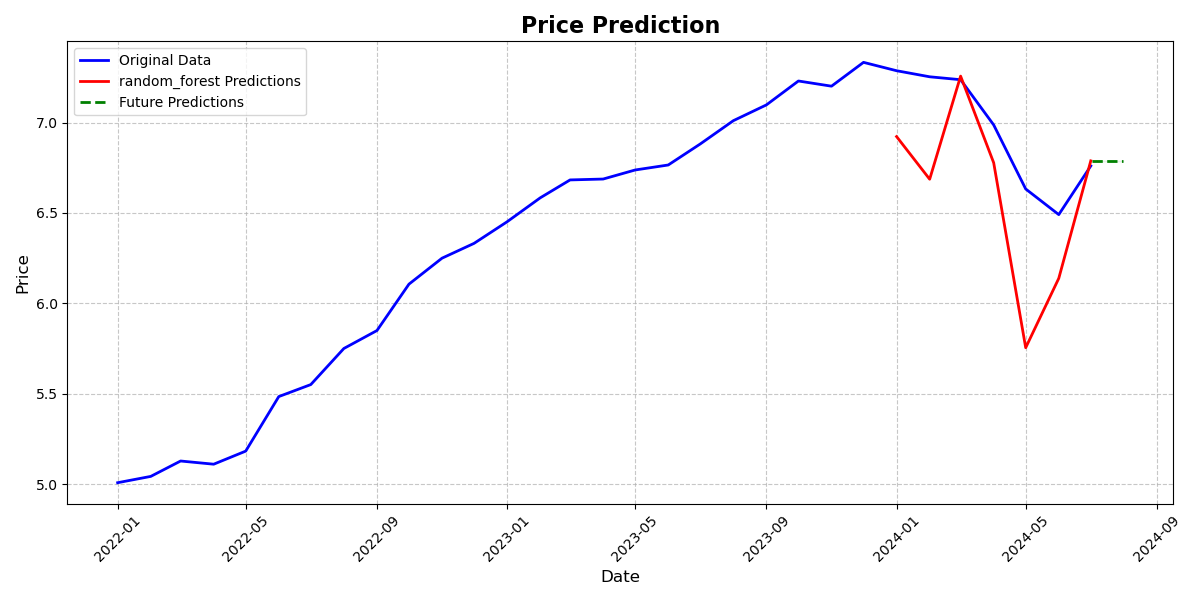 Price Prediction
Original Data
random_forest Predictions
Future Predictions
Price
7.0
6.5
6.0
5.5
5.0
2022-01
2022-05
2022-09
2023-01
2023-05
2023-09
2024-01
2024-05
2024-09
Date